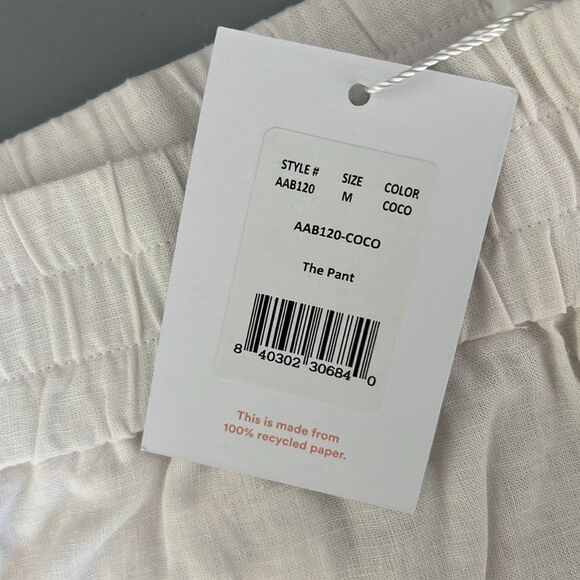 STYLE # SIZE COLOR
AAB120 M COCO
AAB120-COCO
The Pant
8 40302 30684 0
This is made from
100% recycled paper.